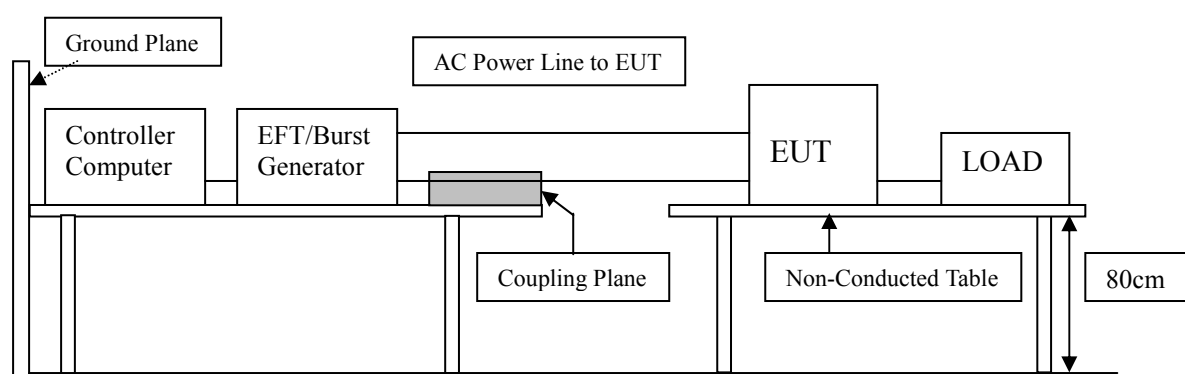 Ground Plane
AC Power Line to EUT
Controller
Computer
EFT/Burst
Generator
EUT
LOAD
Coupling Plane
Non-Conducted Table
80cm